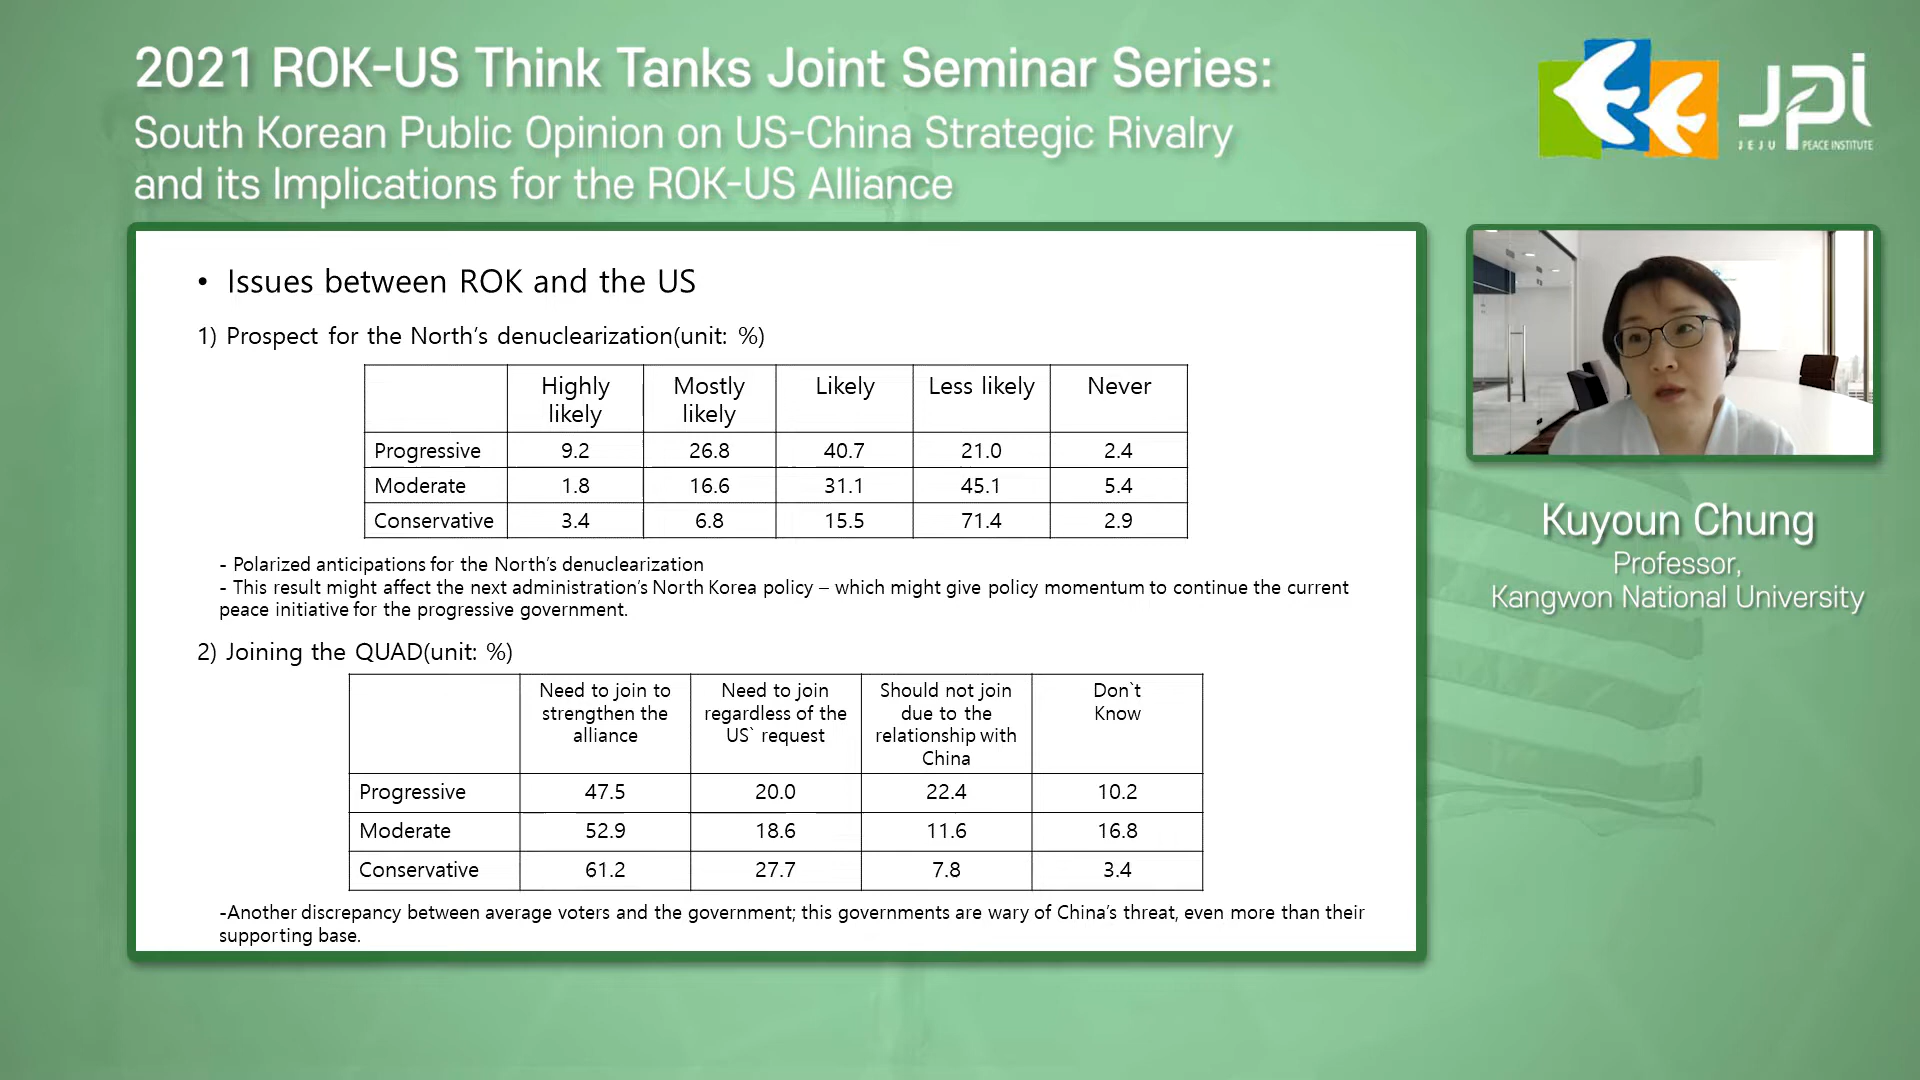 2021 ROK-US Think Tanks Joint Seminar Series:
South Korean Public Opinion on US-China Strategic Rivalry
and its Implications for the ROK-US Alliance
JPI
JEJU PEACE INSTITUTE
• Issues between ROK and the US
1) Prospect for the North's denuclearization(unit: %)
Highly likely Mostly likely Likely Less likely Never
Progressive 9.2 26.8 40.7 21.0 2.4
Moderate 1.8 16.6 31.1 45.1 5.4
Conservative 3.4 6.8 15.5 71.4 2.9
- Polarized anticipations for the North's denuclearization
- This result might affect the next administration's North Korea policy – which might give policy momentum to continue the current
peace initiative for the progressive government.
2) Joining the QUAD(unit: %)
Need to join to strengthen the alliance Need to join regardless of the US` request Should not join due to the relationship with China Don`t Know
Progressive 47.5 20.0 22.4 10.2
Moderate 52.9 18.6 11.6 16.8
Conservative 61.2 27.7 7.8 3.4
-Another discrepancy between average voters and the government; this governments are wary of China's threat, even more than their
supporting base.
Kuyoun Chung
Professor,
Kangwon National University